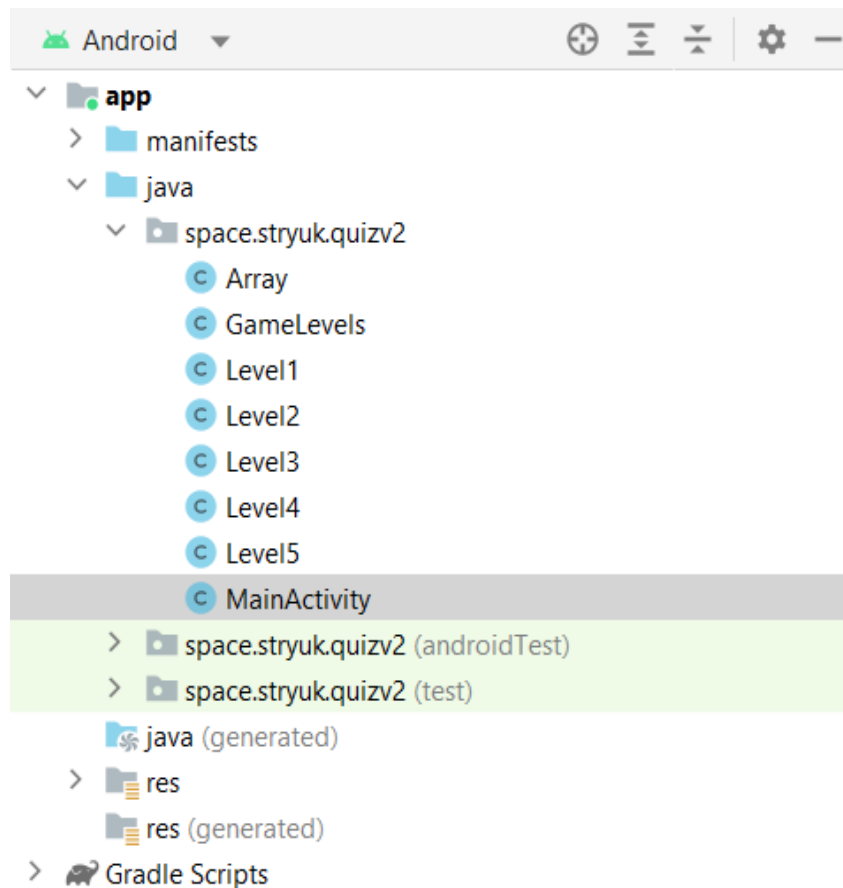 Android
app
manifests
java
space.stryuk.quizv2
C Array
C GameLevels
C Level1
C Level2
C Level3
C Level4
C Level5
C MainActivity
space.stryuk.quizv2 (androidTest)
space.stryuk.quizv2 (test)
java (generated)
res
res (generated)
Gradle Scripts